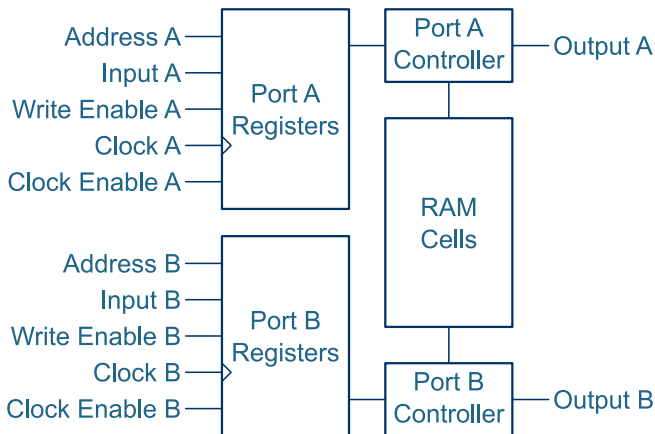 Address A
Input A
Write Enable A
Clock A
Clock Enable A
Port A
Registers
Port A
Controller
Output A
RAM
Cells
Address B
Input B
Write Enable B
Clock B
Clock Enable B
Port B
Registers
Port B
Controller
Output B